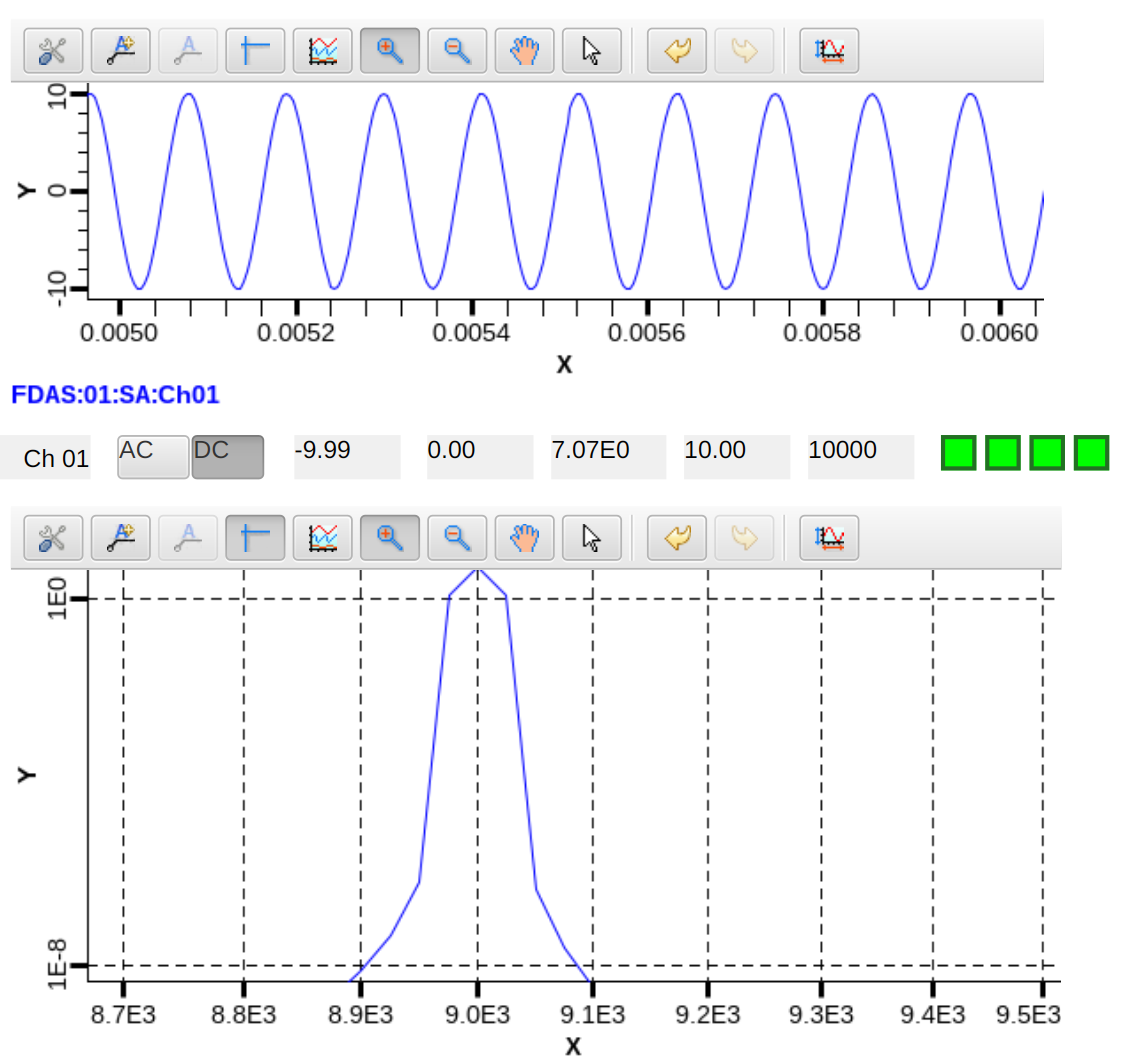 10
Y
0
-10
0.0050 0.0052 0.0054 0.0056 0.0058 0.0060
X
FDAS:01:SA:Ch01
Ch 01 AC DC -9.99 0.00 7.07E0 10.00 10000
1E0
Y
1E-8
8.7E3 8.8E3 8.9E3 9.0E3 9.1E3 9.2E3 9.3E3 9.4E3 9.5E3
X